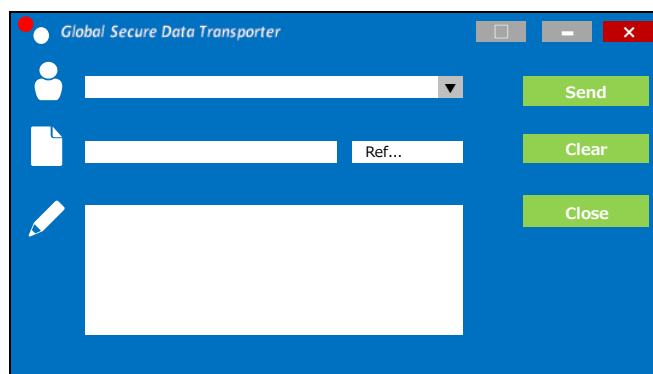 Global Secure Data Transporter
Send
Ref...
Clear
Close